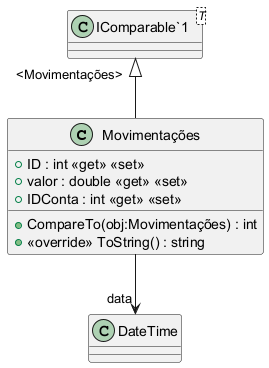 C IComparable`1 T
<Movimentações>
C Movimentações
ID : int «get» «set»
valor : double «get» «set»
IDConta : int «get» «set»
CompareTo(obj:Movimentações) : int
«override» ToString() : string
data
C DateTime